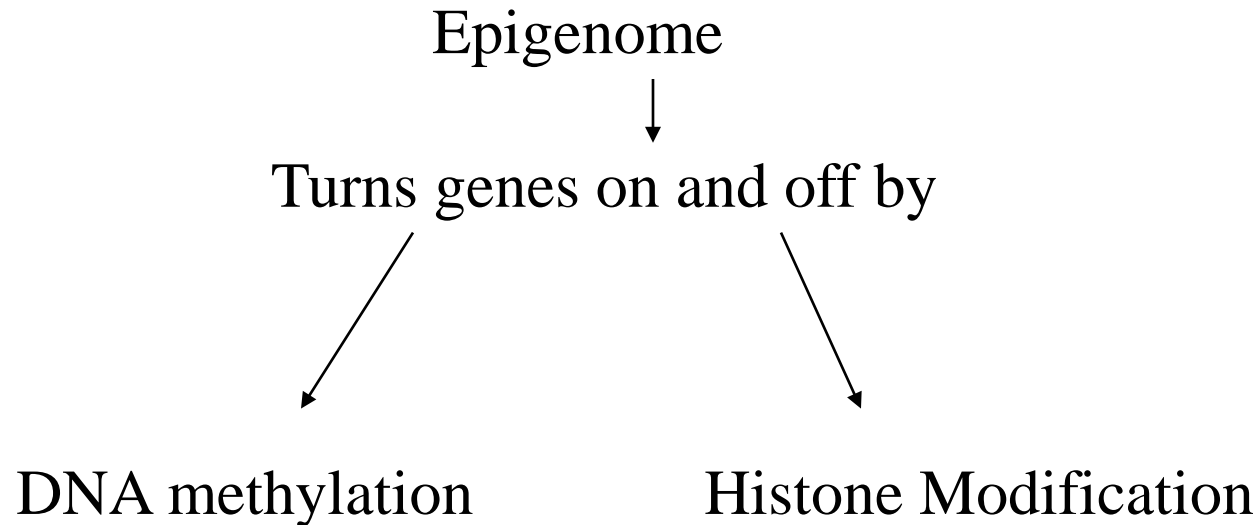 Epigenome
Turns genes on and off by
DNA methylation
Histone Modification